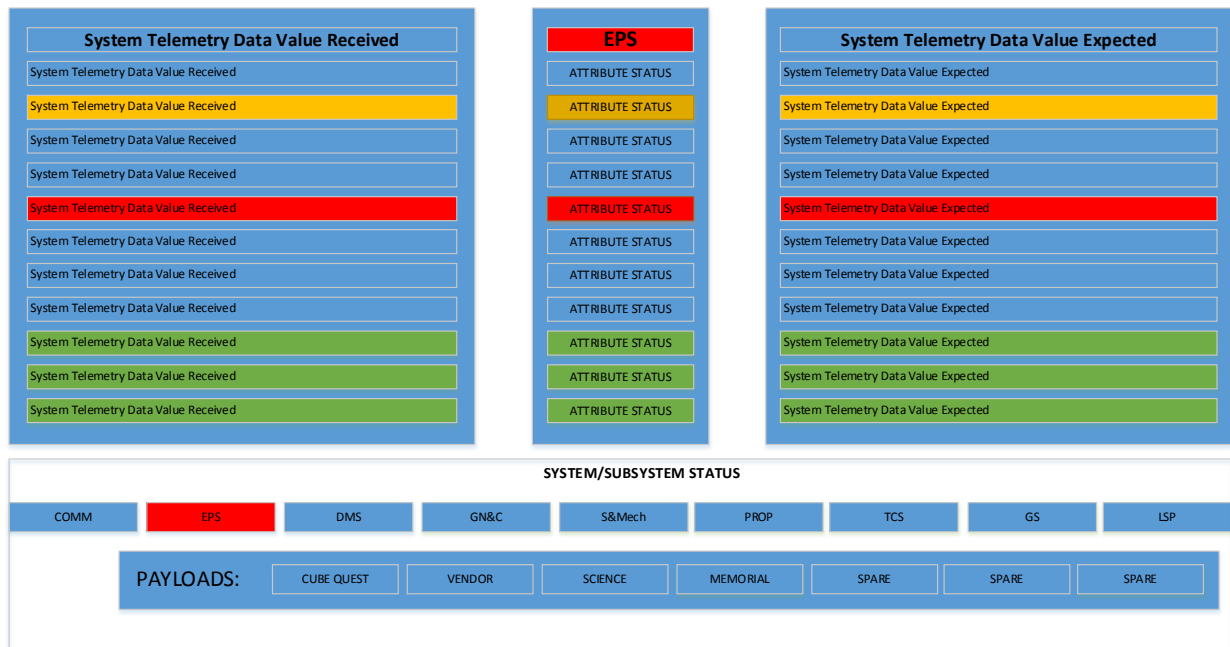 System Telemetry Data Value Received
System Telemetry Data Value Received
System Telemetry Data Value Received
System Telemetry Data Value Received
System Telemetry Data Value Received
System Telemetry Data Value Received
System Telemetry Data Value Received
System Telemetry Data Value Received
System Telemetry Data Value Received
System Telemetry Data Value Received
System Telemetry Data Value Received
System Telemetry Data Value Received
EPS
ATTRIBUTE STATUS
ATTRIBUTE STATUS
ATTRIBUTE STATUS
ATTRIBUTE STATUS
ATTRIBUTE STATUS
ATTRIBUTE STATUS
ATTRIBUTE STATUS
ATTRIBUTE STATUS
ATTRIBUTE STATUS
ATTRIBUTE STATUS
ATTRIBUTE STATUS
System Telemetry Data Value Expected
System Telemetry Data Value Expected
System Telemetry Data Value Expected
System Telemetry Data Value Expected
System Telemetry Data Value Expected
System Telemetry Data Value Expected
System Telemetry Data Value Expected
System Telemetry Data Value Expected
System Telemetry Data Value Expected
System Telemetry Data Value Expected
System Telemetry Data Value Expected
System Telemetry Data Value Expected
SYSTEM/SUBSYSTEM STATUS
COMM
EPS
DMS
GN&C
S&Mech
PROP
TCS
GS
LSP
PAYLOADS:
CUBE QUEST
VENDOR
SCIENCE
MEMORIAL
SPARE
SPARE
SPARE